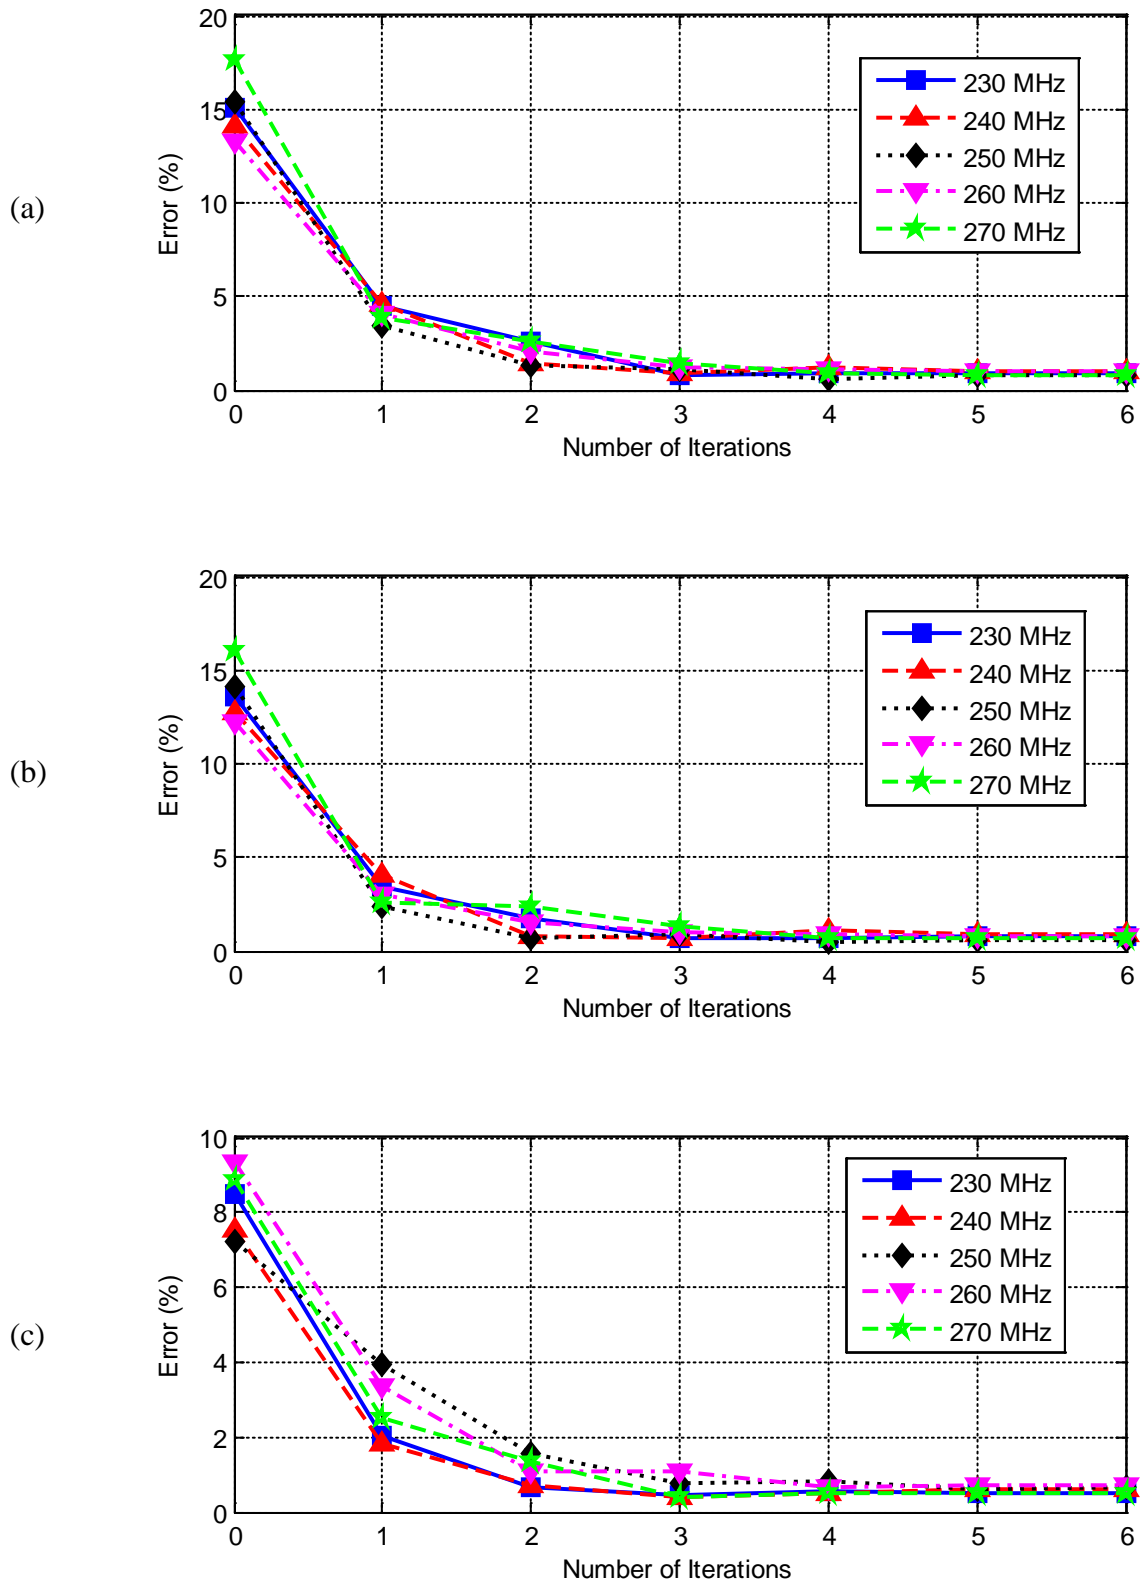 (a)
Error (%)
20
15
10
5
0
0 1 2 3 4 5 6
Number of Iterations
230 MHz
240 MHz
250 MHz
260 MHz
270 MHz
(b)
Error (%)
20
15
10
5
0
0 1 2 3 4 5 6
Number of Iterations
230 MHz
240 MHz
250 MHz
260 MHz
270 MHz
(c)
Error (%)
10
8
6
4
2
0
0 1 2 3 4 5 6
Number of Iterations
230 MHz
240 MHz
250 MHz
260 MHz
270 MHz